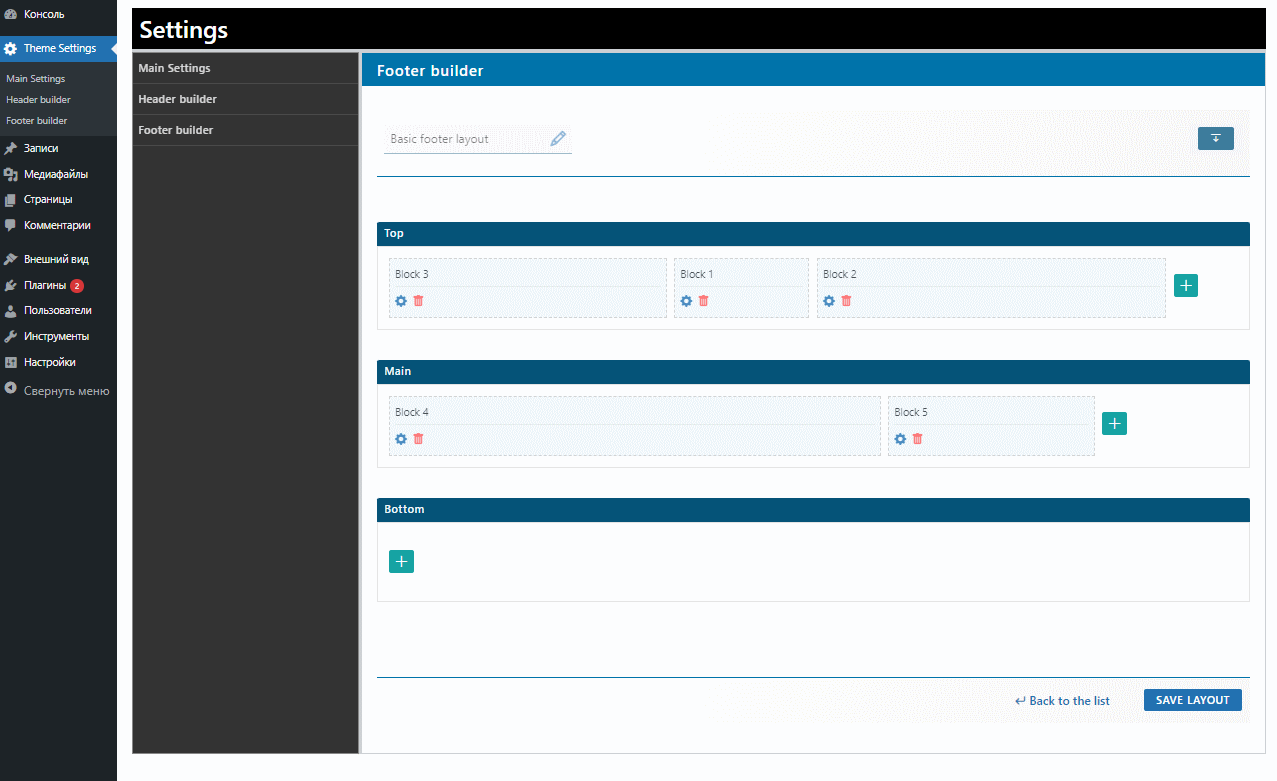 Консоль
Theme Settings
Main Settings
Header builder
Footer builder
Записи
Медиафайлы
Страницы
Комментарии
Внешний вид
Плагины 2
Пользователи
Инструменты
Настройки
Свернуть меню
Settings
Main Settings
Header builder
Footer builder
Footer builder
Basic footer layout
Top
Block 3
Block 1
Block 2
Main
Block 4
Block 5
Bottom
Back to the list
SAVE LAYOUT